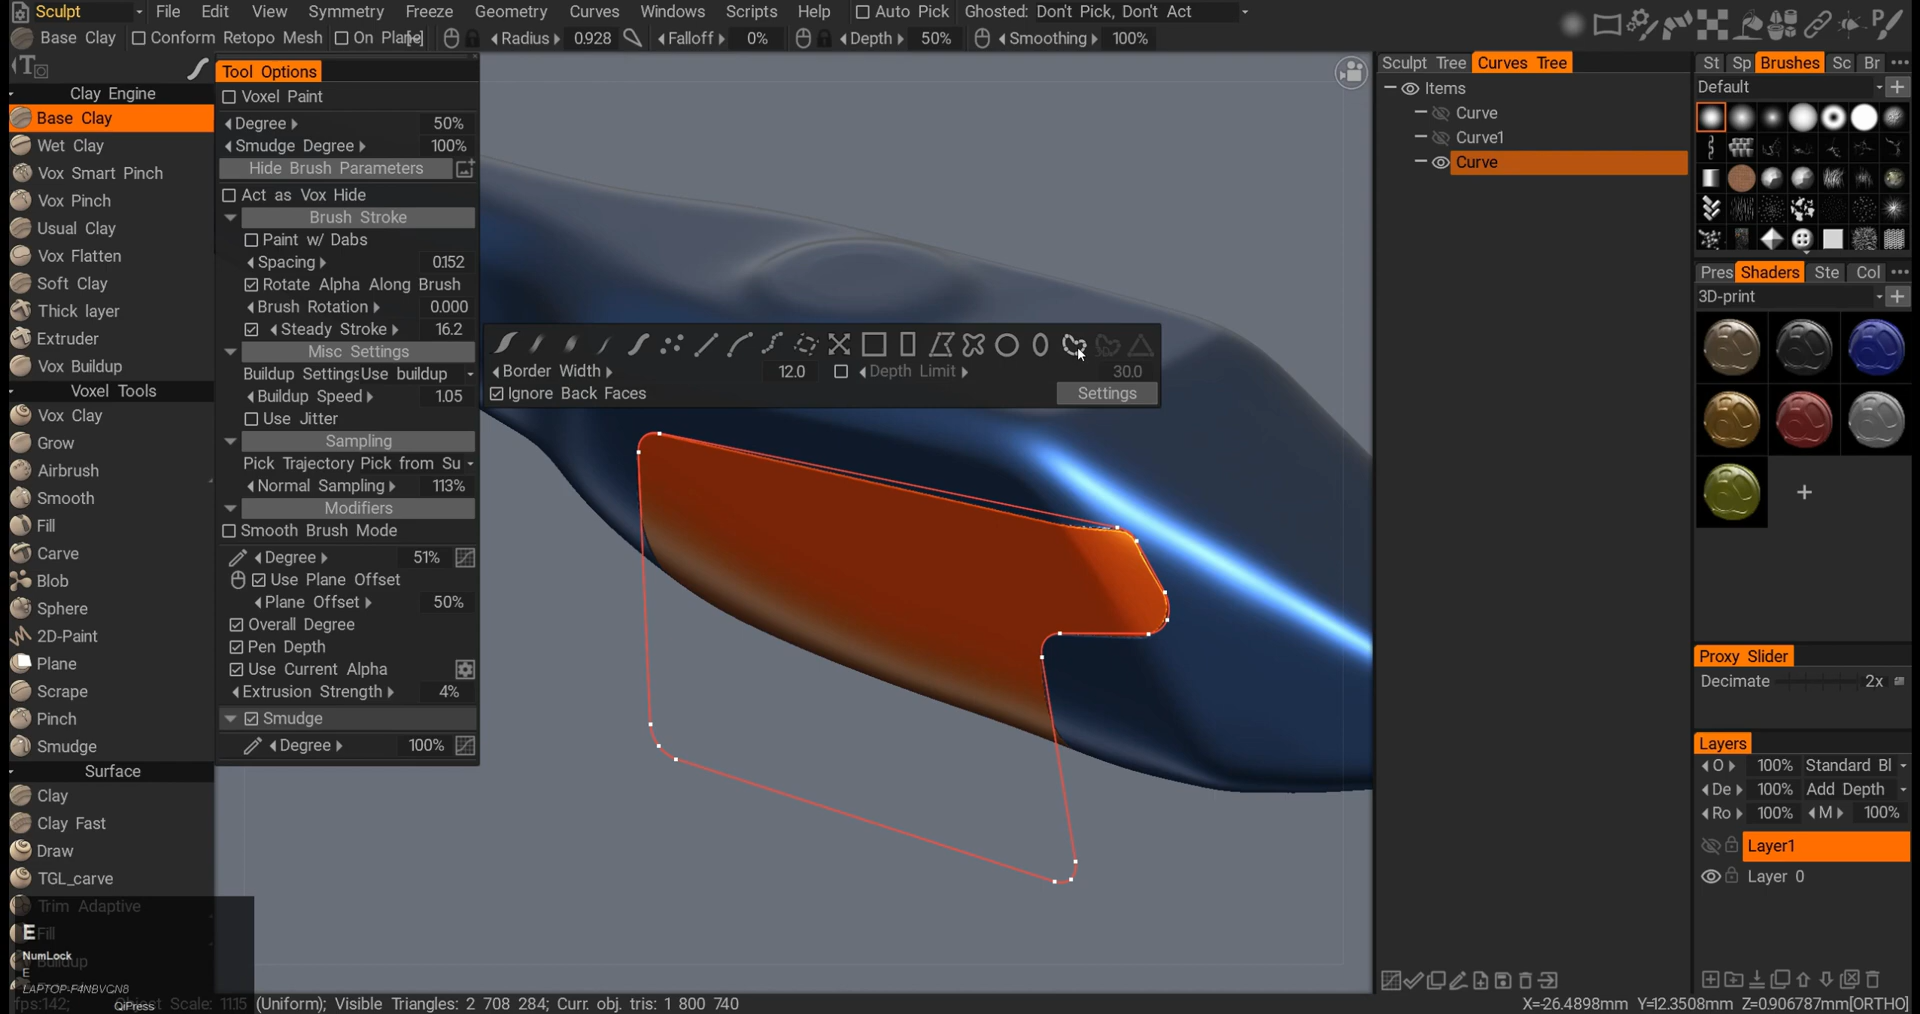 Sculpt File Edit View Symmetry Freeze Geometry Curves Windows Scripts Help Auto Pick Ghosted: Don't Pick, Don't Act
Base Clay Conform Retopo Mesh On Plane Radius 0.928 Falloff 0% Depth 50% Smoothing 100%
Clay Engine
Base Clay
Wet Clay
Vox Smart Pinch
Vox Pinch
Usual Clay
Vox Flatten
Soft Clay
Thick layer
Extruder
Vox Buildup
Voxel Tools
Vox Clay
Grow
Airbrush
Smooth
Fill
Carve
Blob
Sphere
2D-Paint
Plane
Scrape
Pinch
Smudge
Surface
Clay
Clay Fast
Draw
TGL_carve
Trim Adaptive
Fill
Buildup
E
NumLock
E
LAPTOP-F4NBVGN8
QiPress
Tool Options
Voxel Paint
Degree 50%
Smudge Degree 100%
Hide Brush Parameters
Act as Vox Hide
Brush Stroke
Paint w/ Dabs
Spacing 0.152
Rotate Alpha Along Brush
Brush Rotation 0.000
Steady Stroke 16.2
Misc Settings
Buildup Settings Use buildup
Buildup Speed 1.05
Use Jitter
Sampling
Pick Trajectory Pick from Su
Normal Sampling 113%
Modifiers
Smooth Brush Mode
Degree 51%
Use Plane Offset
Plane Offset 50%
Overall Degree
Pen Depth
Use Current Alpha
Extrusion Strength 4%
Smudge
Degree 100%
Border Width 12.0 Depth Limit 30.0
Ignore Back Faces Settings
Sculpt Tree Curves Tree
Items
Curve
Curve1
Curve
St Sp Brushes Sc Br
Default
Pres Shaders Ste Col
3D-print
Proxy Slider
Decimate 2x
Layers
O 100% Standard Bl
De 100% Add Depth
Ro 100% M 100%
Layer1
Layer 0
fps:142; Object Scale: 1.115 (Uniform); Visible Triangles: 2 708 284; Curr. obj. tris: 1 800 740 X=-26.4898mm Y=12.3508mm Z=0.906787mm[ORTHO]